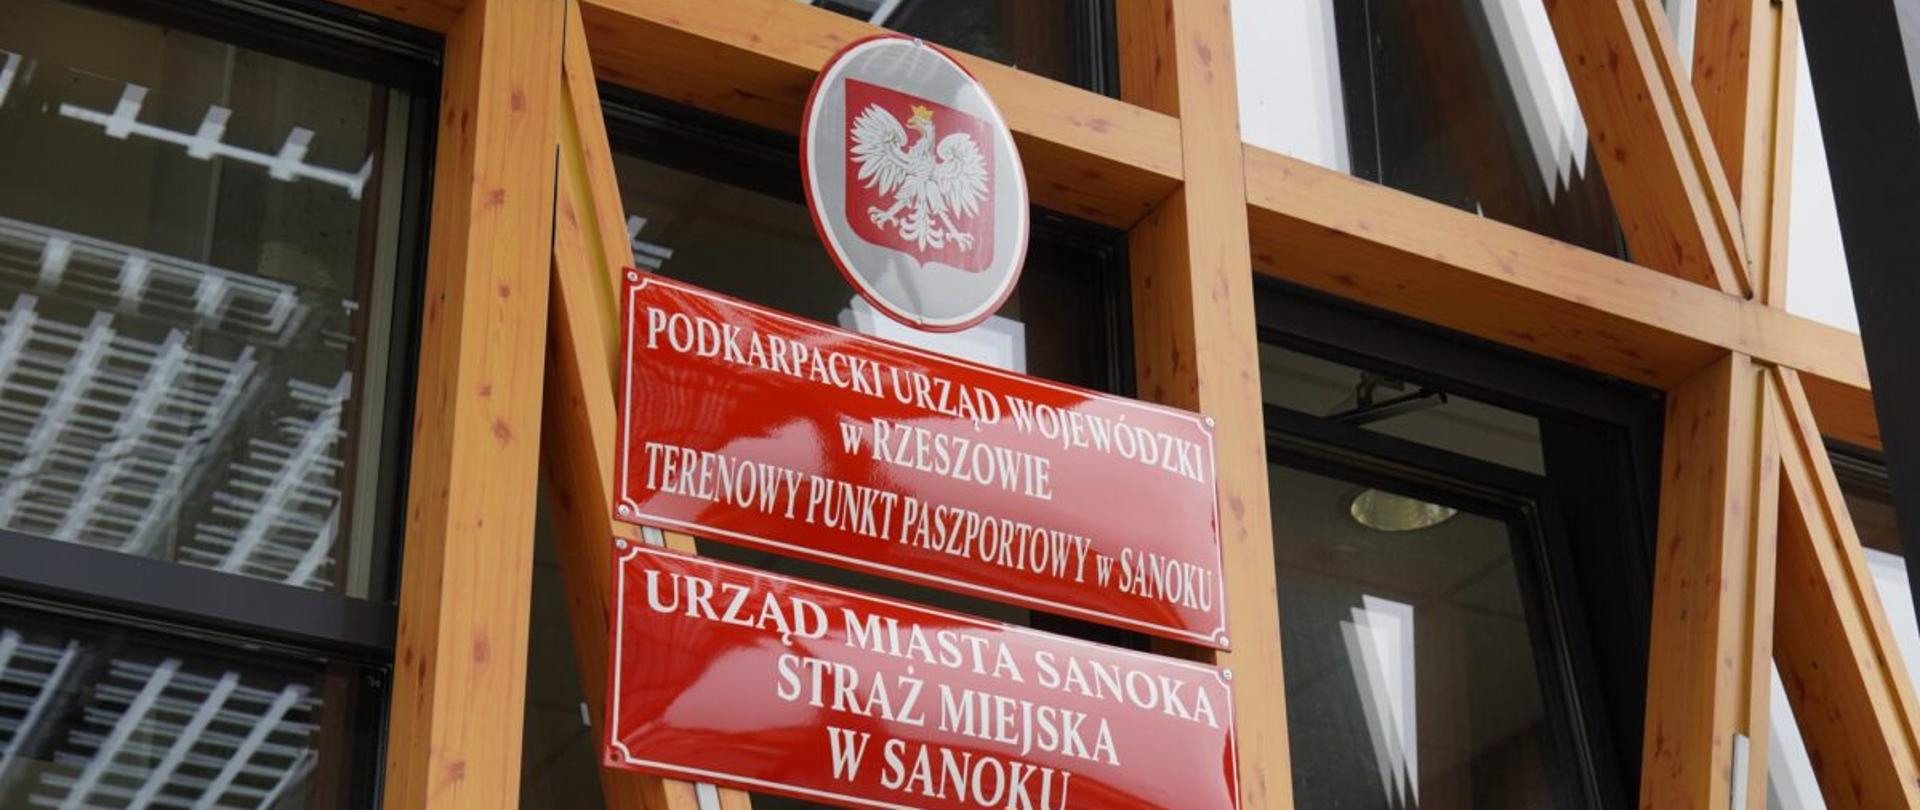 PODKARPACKI URZĄD WOJEWÓDZKI
w RZESZOWIE
TERENOWY PUNKT PASZPORTOWY w SANOKU
URZĄD MIASTA SANOKA
STRAŻ MIEJSKA
W SANOKU